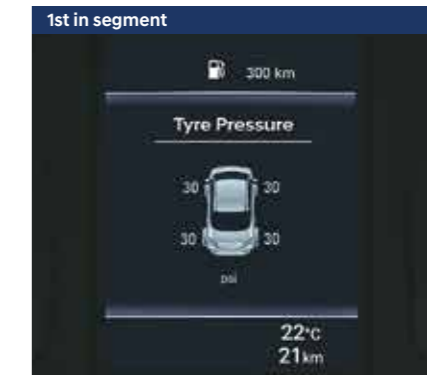 1st in segment
300 km
Tyre Pressure
30 30
30 30
psi
22°C
21km